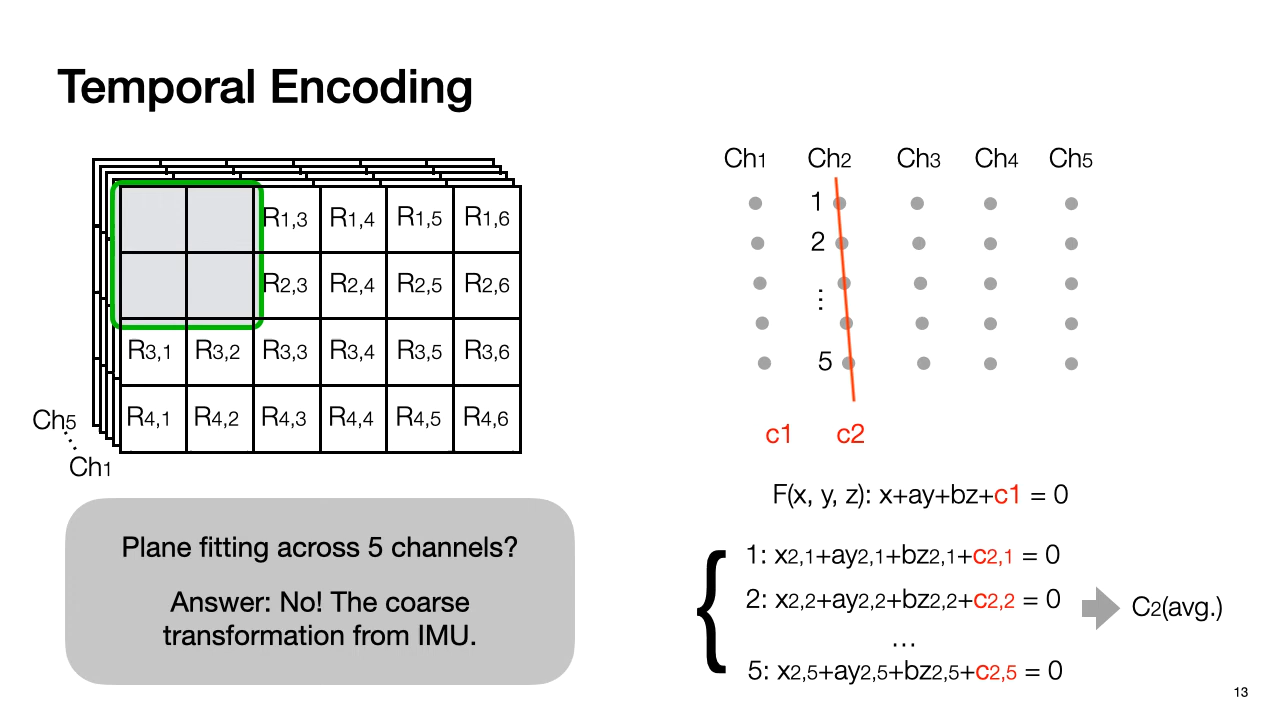 Temporal Encoding
R1,3 R1,4 R1,5 R1,6
R2,3 R2,4 R2,5 R2,6
R3,1 R3,2 R3,3 R3,4 R3,5 R3,6
R4,1 R4,2 R4,3 R4,4 R4,5 R4,6
Ch5
Ch1
Plane fitting across 5 channels?
Answer: No! The coarse
transformation from IMU.
Ch1 Ch2 Ch3 Ch4 Ch5
1
2
⋮
5
c1 c2
F(x, y, z): x+ay+bz+c1 = 0
1: x2,1+ay2,1+bz2,1+c2,1 = 0
2: x2,2+ay2,2+bz2,2+c2,2 = 0
...
5: x2,5+ay2,5+bz2,5+c2,5 = 0
C2(avg.)
13